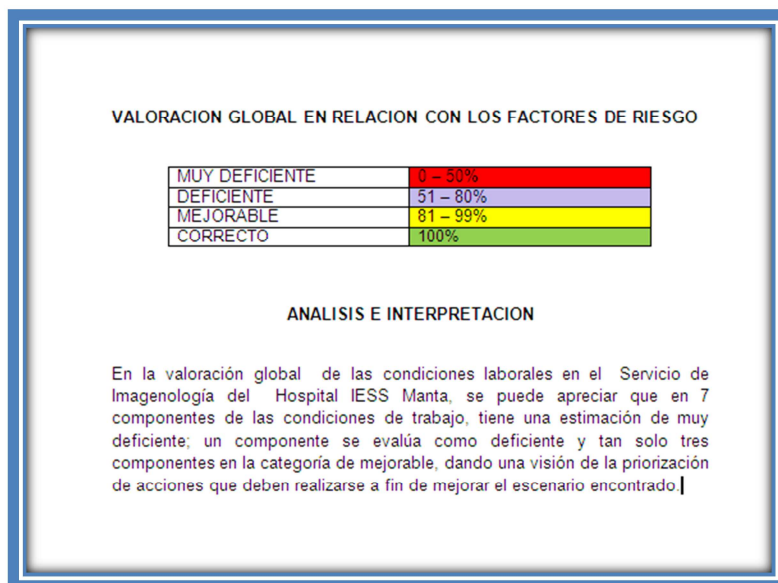 VALORACION GLOBAL EN RELACION CON LOS FACTORES DE RIESGO
MUY DEFICIENTE 0 – 50%
DEFICIENTE 51 – 80%
MEJORABLE 81 – 99%
CORRECTO 100%
ANALISIS E INTERPRETACION
En la valoración global de las condiciones laborales en el Servicio de
Imagenología del Hospital IESS Manta, se puede apreciar que en 7
componentes de las condiciones de trabajo, tiene una estimación de muy
deficiente; un componente se evalúa como deficiente y tan solo tres
componentes en la categoría de mejorable, dando una visión de la priorización
de acciones que deben realizarse a fin de mejorar el escenario encontrado.